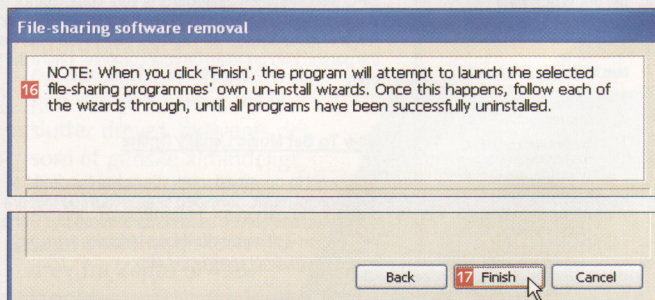 File-sharing software removal
NOTE: When you click 'Finish', the program will attempt to launch the selected
16 file-sharing programmes' own un-install wizards. Once this happens, follow each of
the wizards through, until all programs have been successfully uninstalled.
Back 17 Finish Cancel